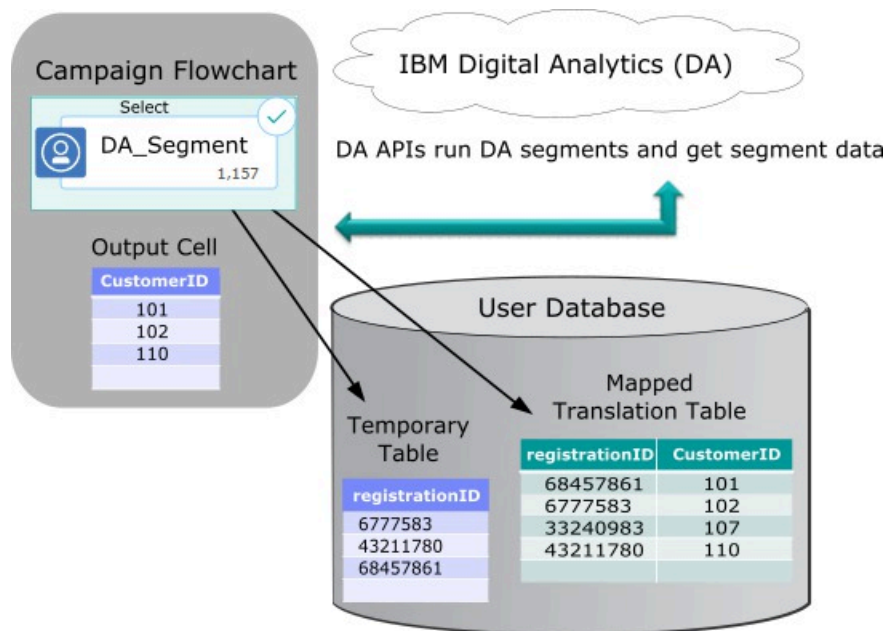 Campaign Flowchart
Select
DA_Segment
1,157
Output Cell
CustomerID
101
102
110
IBM Digital Analytics (DA)
DA APIs run DA segments and get segment data
User Database
Temporary
Table
registrationID
6777583
43211780
68457861
Mapped
Translation Table
registrationID CustomerID
68457861 101
6777583 102
33240983 107
43211780 110